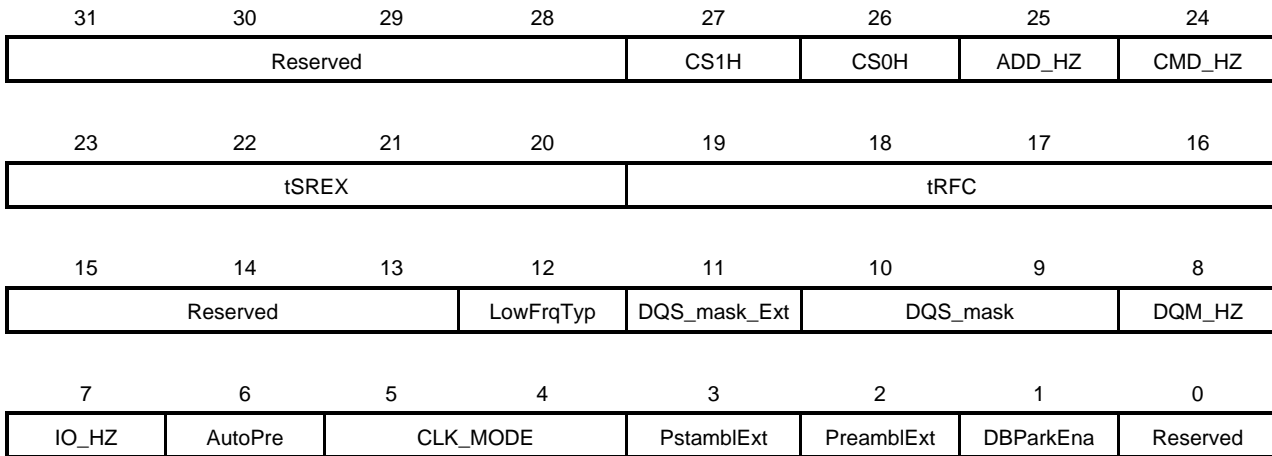 31 30 29 28 27 26 25 24
Reserved CS1H CS0H ADD_HZ CMD_HZ
23 22 21 20 19 18 17 16
tSREX tRFC
15 14 13 12 11 10 9 8
Reserved LowFrqTyp DQS_mask_Ext DQS_mask DQM_HZ
7 6 5 4 3 2 1 0
IO_HZ AutoPre CLK_MODE PstamblExt PreamblExt DBParkEna Reserved